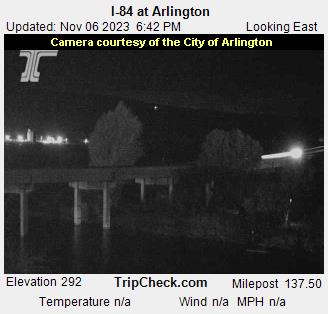 I-84 at Arlington
Updated: Nov 06 2023 6:42 PM Looking East
Camera courtesy of the City of Arlington
Elevation 292 TripCheck.com Milepost 137.50
Temperature n/a Wind n/a MPH n/a